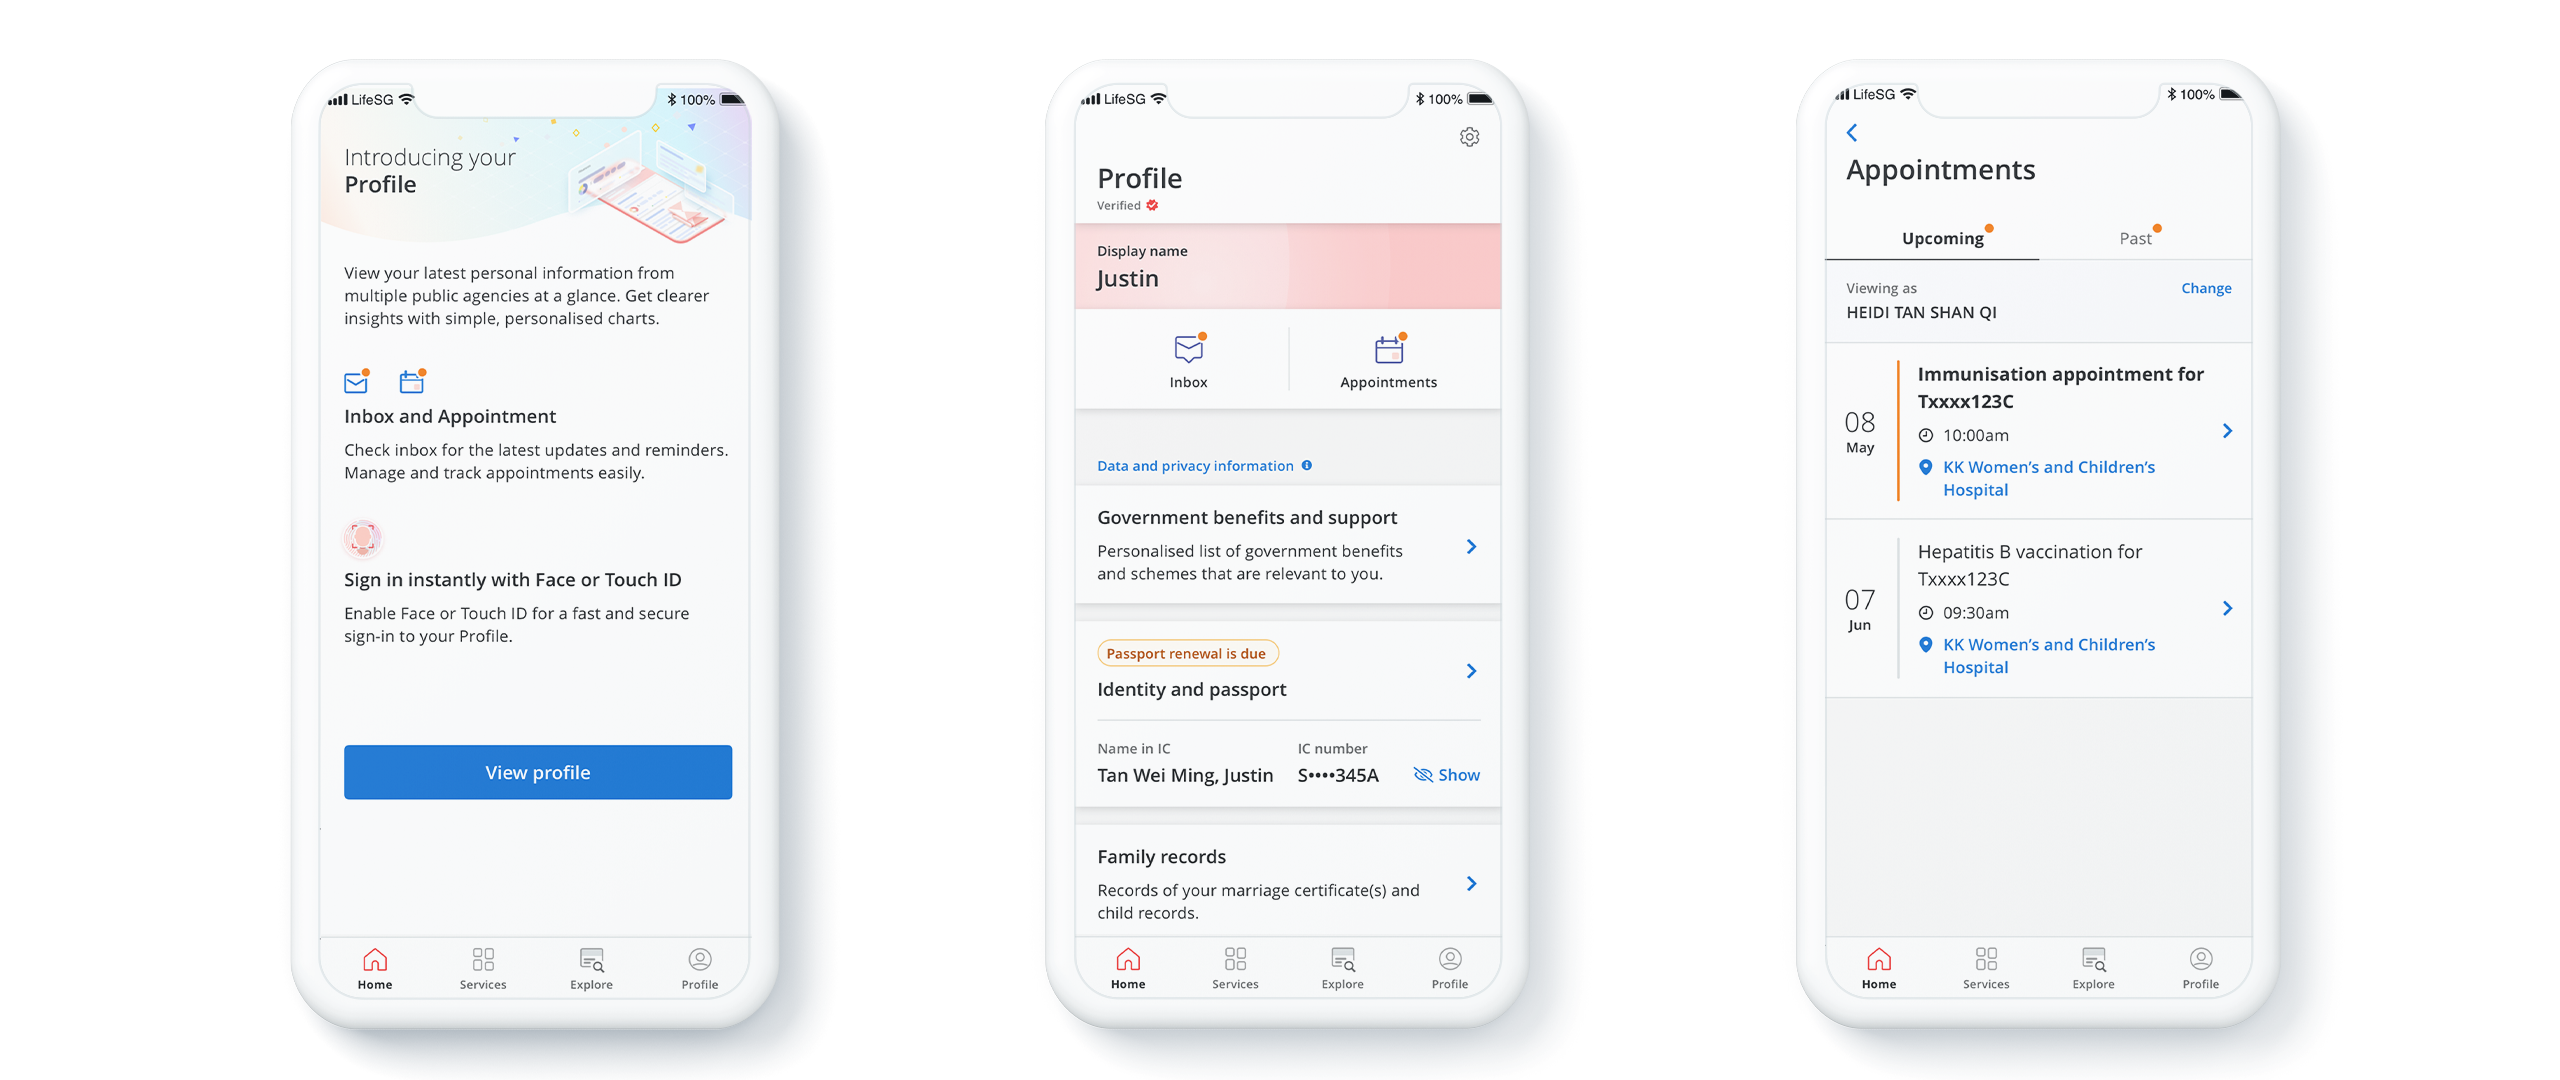 LifeSG
100%
Introducing your
Profile
View your latest personal information from
multiple public agencies at a glance. Get clearer
insights with simple, personalised charts.
Inbox and Appointment
Check inbox for the latest updates and reminders.
Manage and track appointments easily.
Sign in instantly with Face or Touch ID
Enable Face or Touch ID for a fast and secure
sign-in to your Profile.
View profile
Home
Services
Explore
Profile
LifeSG
100%
Profile
Verified
Display name
Justin
Inbox
Appointments
Data and privacy information
Government benefits and support
Personalised list of government benefits
and schemes that are relevant to you.
Passport renewal is due
Identity and passport
Name in IC
IC number
Tan Wei Ming, Justin
S••••345A
Show
Family records
Records of your marriage certificate(s) and
child records.
Home
Services
Explore
Profile
LifeSG
100%
Appointments
Upcoming
Past
Viewing as
Change
HEIDI TAN SHAN QI
08
May
Immunisation appointment for
Txxxx123C
10:00am
KK Women’s and Children’s
Hospital
07
Jun
Hepatitis B vaccination for
Txxxx123C
09:30am
KK Women’s and Children’s
Hospital
Home
Services
Explore
Profile